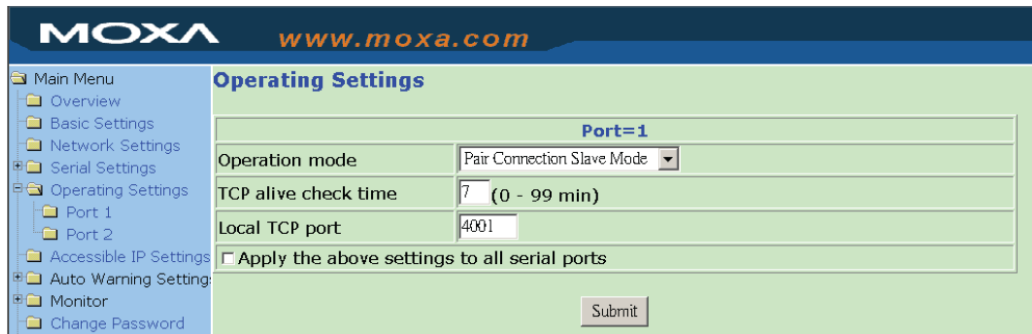 MOXA
www.moxa.com
Main Menu
Overview
Basic Settings
Network Settings
Serial Settings
Operating Settings
Port 1
Port 2
Accessible IP Settings
Auto Warning Setting
Monitor
Change Password
Operating Settings
Port=1
Operation mode
Pair Connection Slave Mode
TCP alive check time
7 (0 - 99 min)
Local TCP port
4001
Apply the above settings to all serial ports
Submit